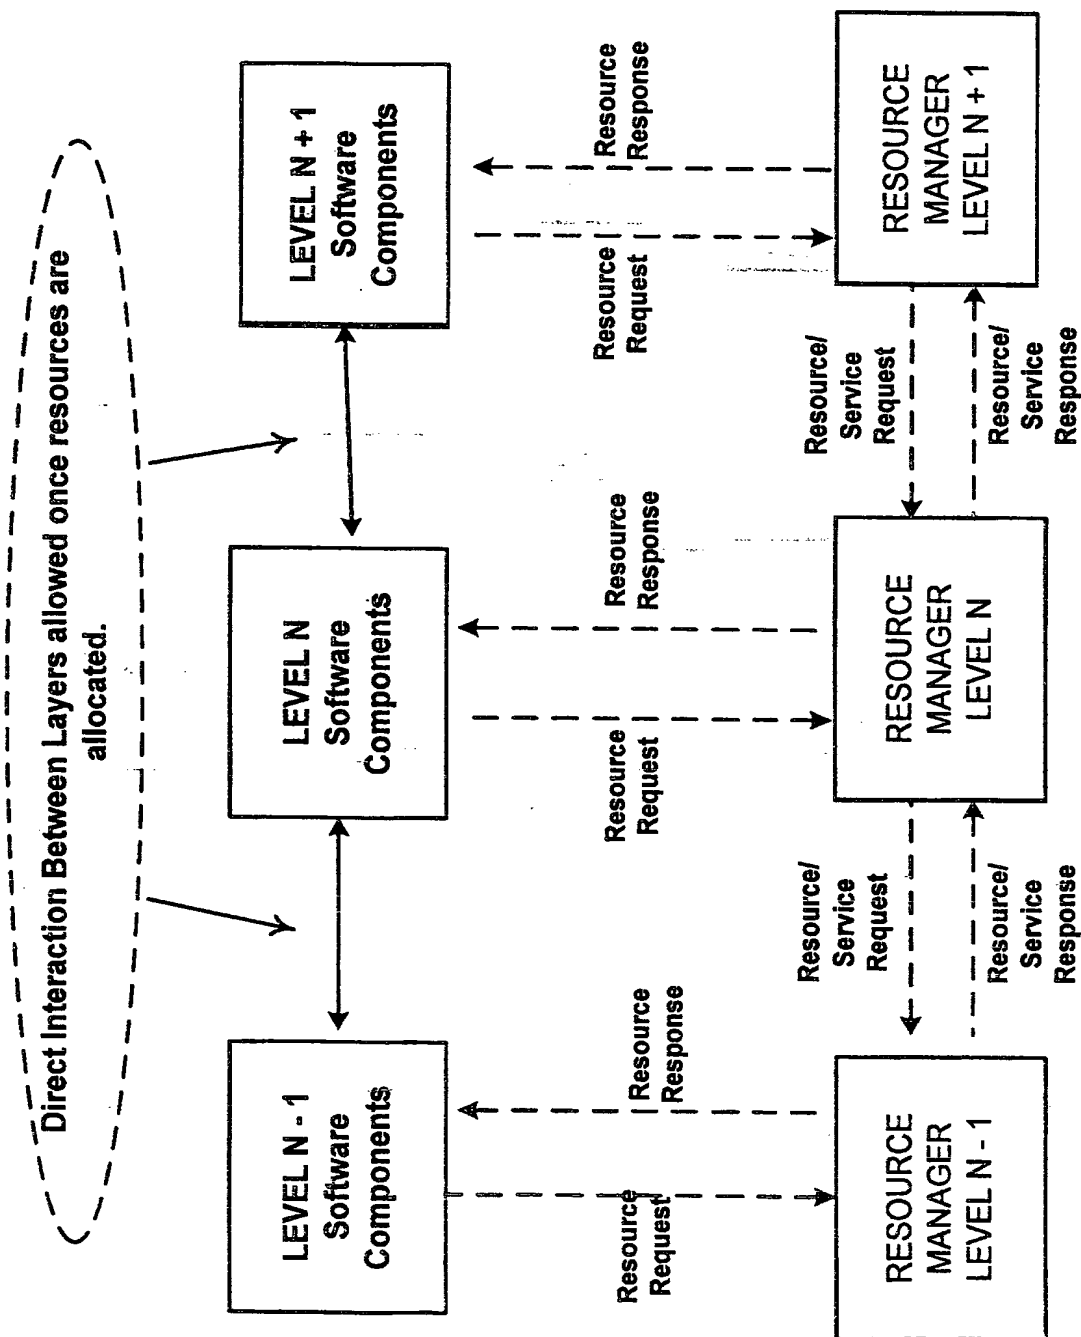 Direct Interaction Between Layers allowed once resources are
allocated.
LEVEL N - 1
Software
Components
LEVEL N
Software
Components
LEVEL N + 1
Software
Components
Resource
Request
Resource
Response
Resource
Request
Resource
Response
Resource
Request
Resource
Response
Resource/
Service
Request
Resource/
Service
Response
Resource/
Service
Request
Resource/
Service
Response
RESOURCE
MANAGER
LEVEL N - 1
RESOURCE
MANAGER
LEVEL N
RESOURCE
MANAGER
LEVEL N + 1